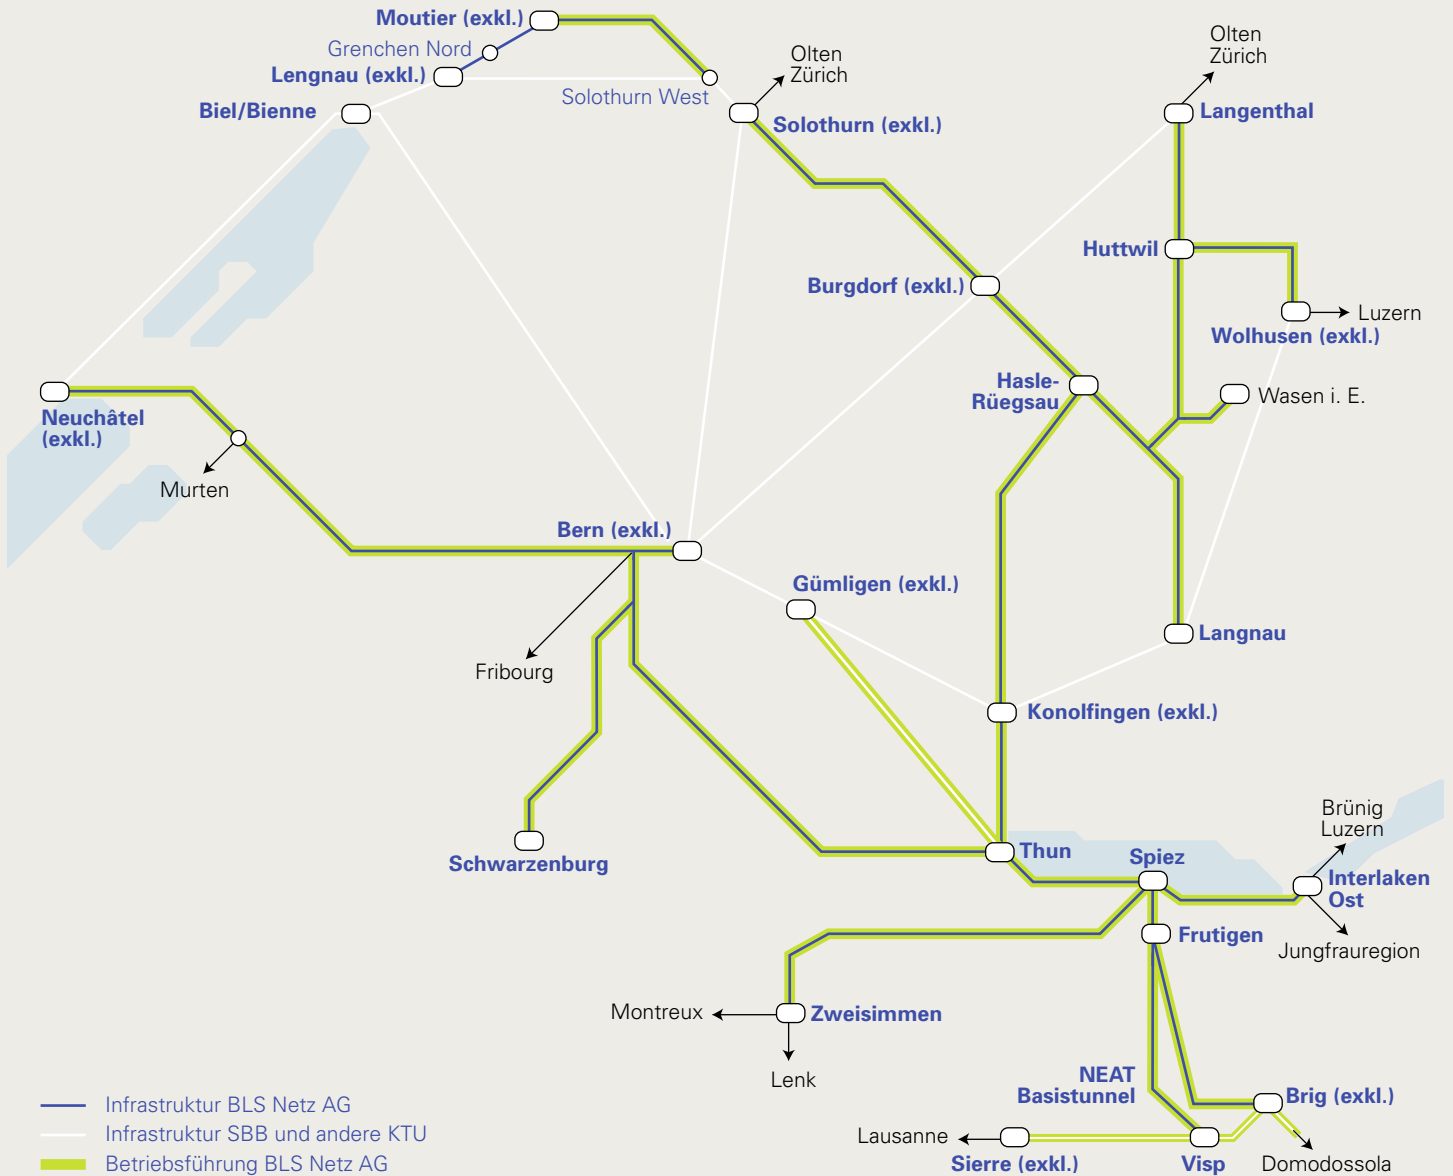 Moutier (exkl.)
Grenchen Nord
Lengnau (exkl.)
Biel/Bienne
Solothurn West
Olten
Zürich
Solothurn (exkl.)
Olten
Zürich
Langenthal
Huttwil
Burgdorf (exkl.)
Luzern
Wolhusen (exkl.)
Hasle-
Rüegsau
Wasen i. E.
Neuchâtel
(exkl.)
Murten
Bern (exkl.)
Gümligen (exkl.)
Langnau
Fribourg
Konolfingen (exkl.)
Schwarzenburg
Thun
Spiez
Brünig
Luzern
Interlaken
Ost
Frutigen
Jungfrauregion
Montreux
Zweisimmen
Lenk
NEAT
Basistunnel
Brig (exkl.)
Lausanne
Sierre (exkl.)
Visp
Domodossola
Infrastruktur BLS Netz AG
Infrastruktur SBB und andere KTU
Betriebsführung BLS Netz AG